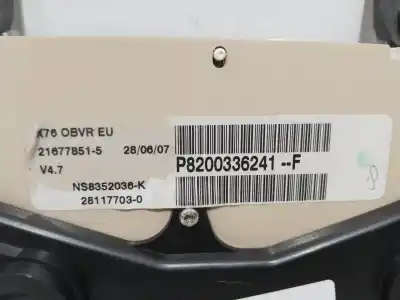 X76 OBVR EU
21677851-5 28/06/07
V4.7
P8200336241--F
NS8352036-K
28117703-0